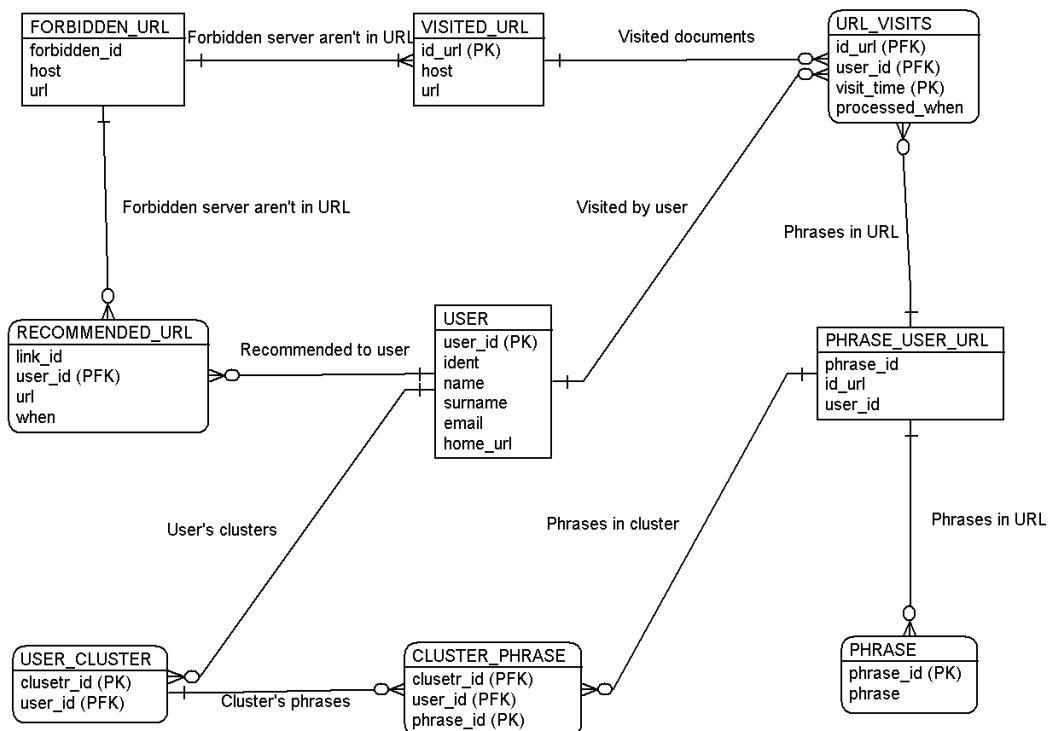 FORBIDDEN_URL
forbidden_id
host
url
Forbidden server aren't in URL
VISITED_URL
id_url (PK)
host
url
Visited documents
URL_VISITS
id_url (PFK)
user_id (PFK)
visit_time (PK)
processed_when
Forbidden server aren't in URL
Visited by user
Phrases in URL
RECOMMENDED_URL
link_id
user_id (PFK)
url
when
Recommended to user
USER
user_id (PK)
ident
name
surname
email
home_url
PHRASE_USER_URL
phrase_id
id_url
user_id
User's clusters
Phrases in cluster
Phrases in URL
USER_CLUSTER
clusetr_id (PK)
user_id (PFK)
Cluster's phrases
CLUSTER_PHRASE
clusetr_id (PFK)
user_id (PFK)
phrase_id (PK)
PHRASE
phrase_id (PK)
phrase